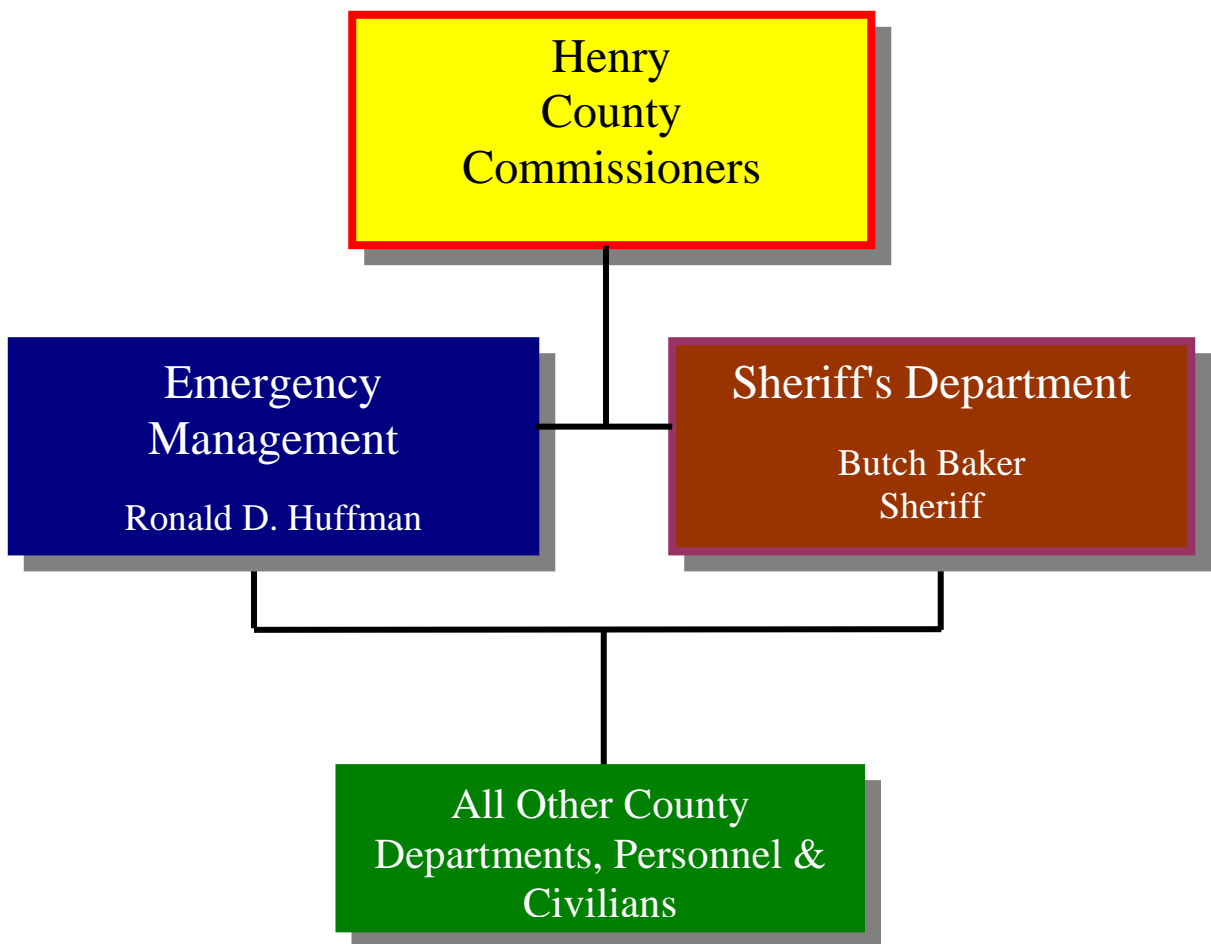 Henry
County
Commissioners
Emergency
Management
Ronald D. Huffman
Sheriff's Department
Butch Baker
Sheriff
All Other County
Departments, Personnel &
Civilians